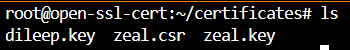 root@open-ssl-cert:~/certificates# ls
dileep.key  zeal.csr  zeal.key